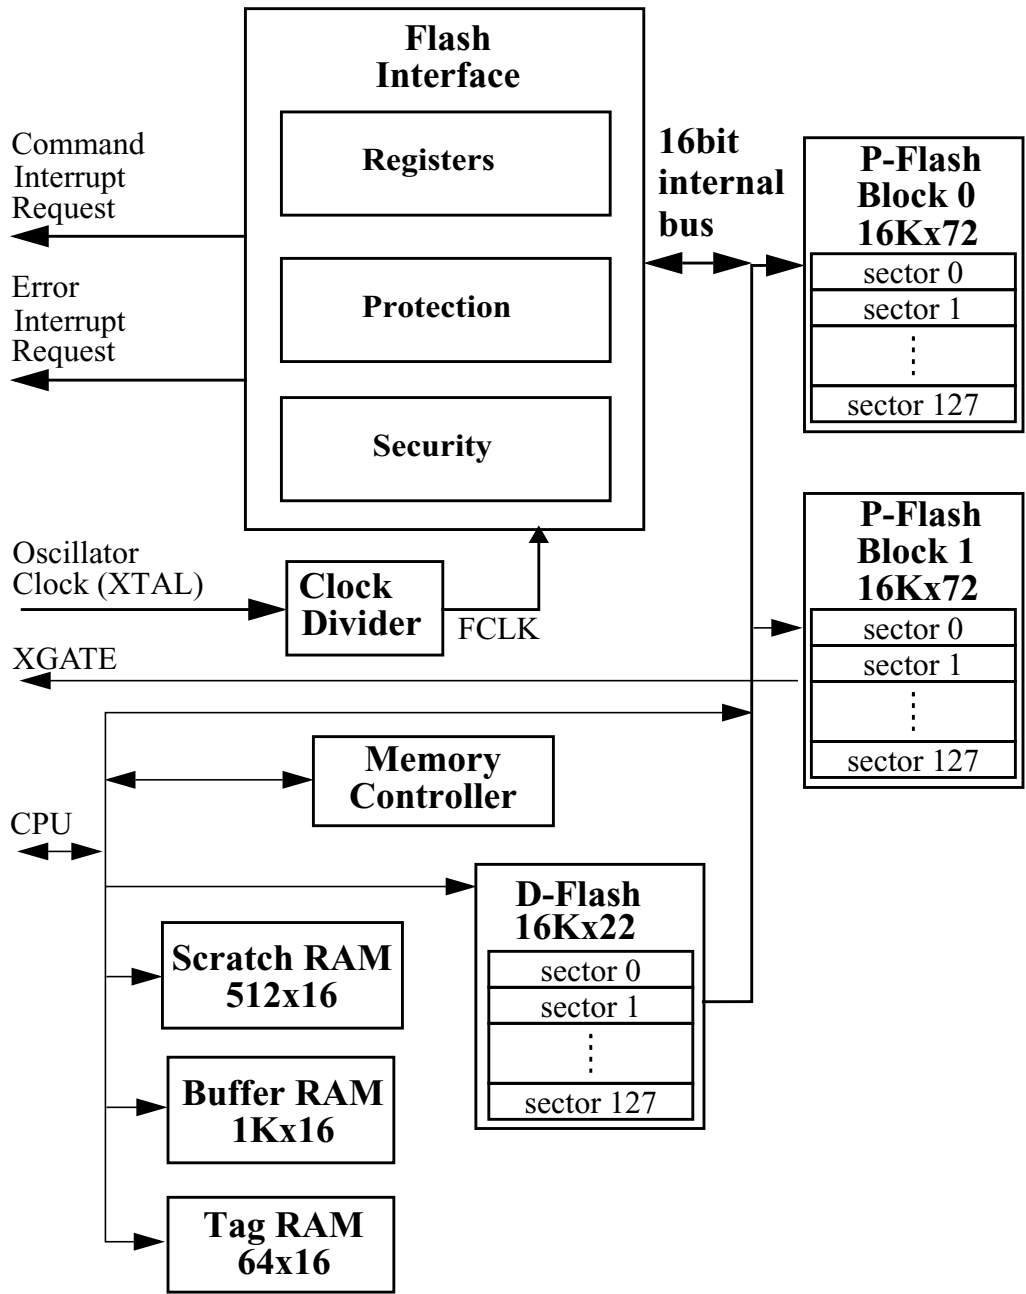 Flash
Interface
Registers
Protection
Security
Command
Interrupt
Request
Error
Interrupt
Request
16bit
internal
bus
P-Flash
Block 0
16Kx72
sector 0
sector 1
sector 127
Oscillator
Clock (XTAL)
Clock
Divider
FCLK
XGATE
P-Flash
Block 1
16Kx72
sector 0
sector 1
sector 127
Memory
Controller
CPU
D-Flash
16Kx22
sector 0
sector 1
sector 127
Scratch RAM
512x16
Buffer RAM
1Kx16
Tag RAM
64x16